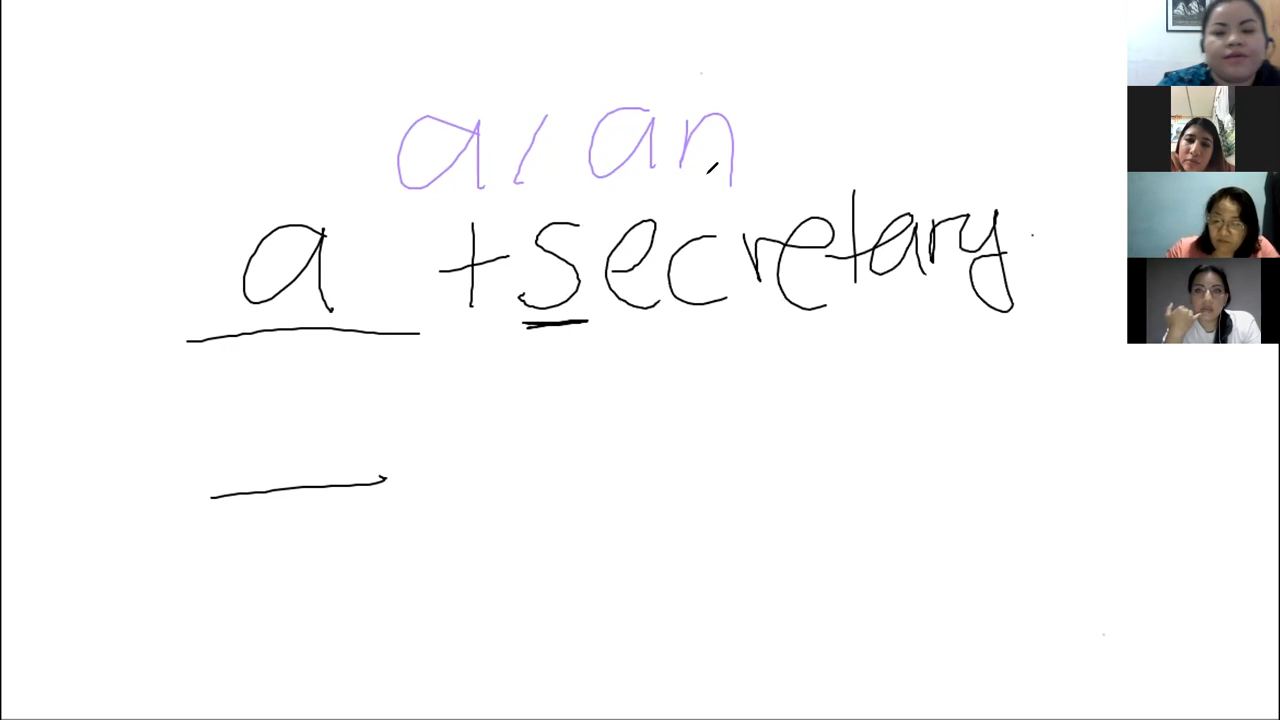 a / an
a + secretary